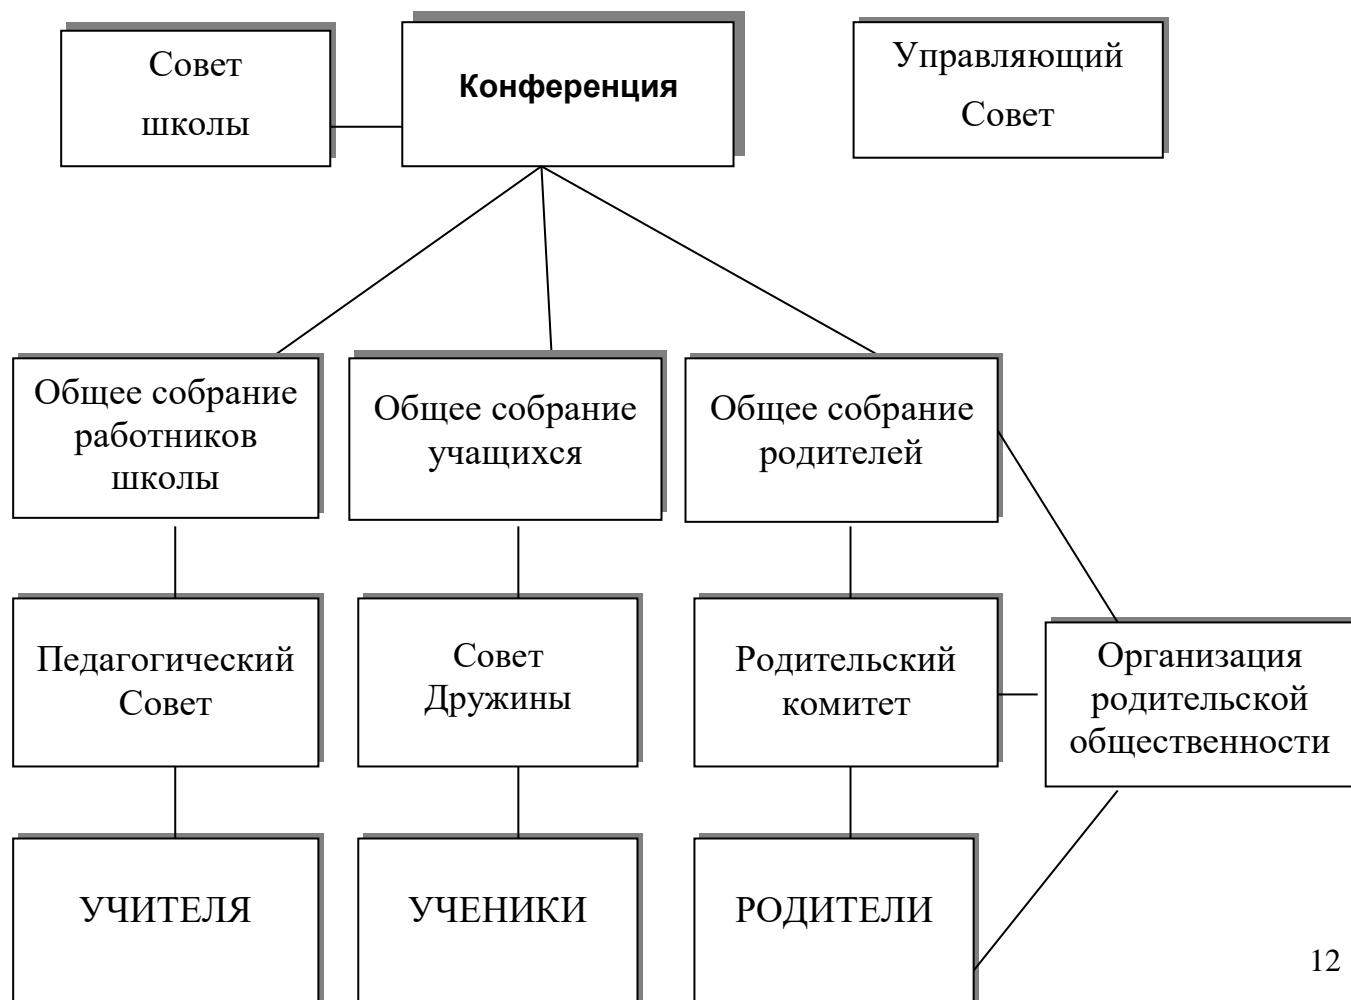 Совет
школы
Конференция
Управляющий
Совет
Общее собрание
работников
школы
Общее собрание
учащихся
Общее собрание
родителей
Педагогический
Совет
Совет
Дружины
Родительский
комитет
Организация
родительской
общественности
УЧИТЕЛЯ
УЧЕНИКИ
РОДИТЕЛИ
12